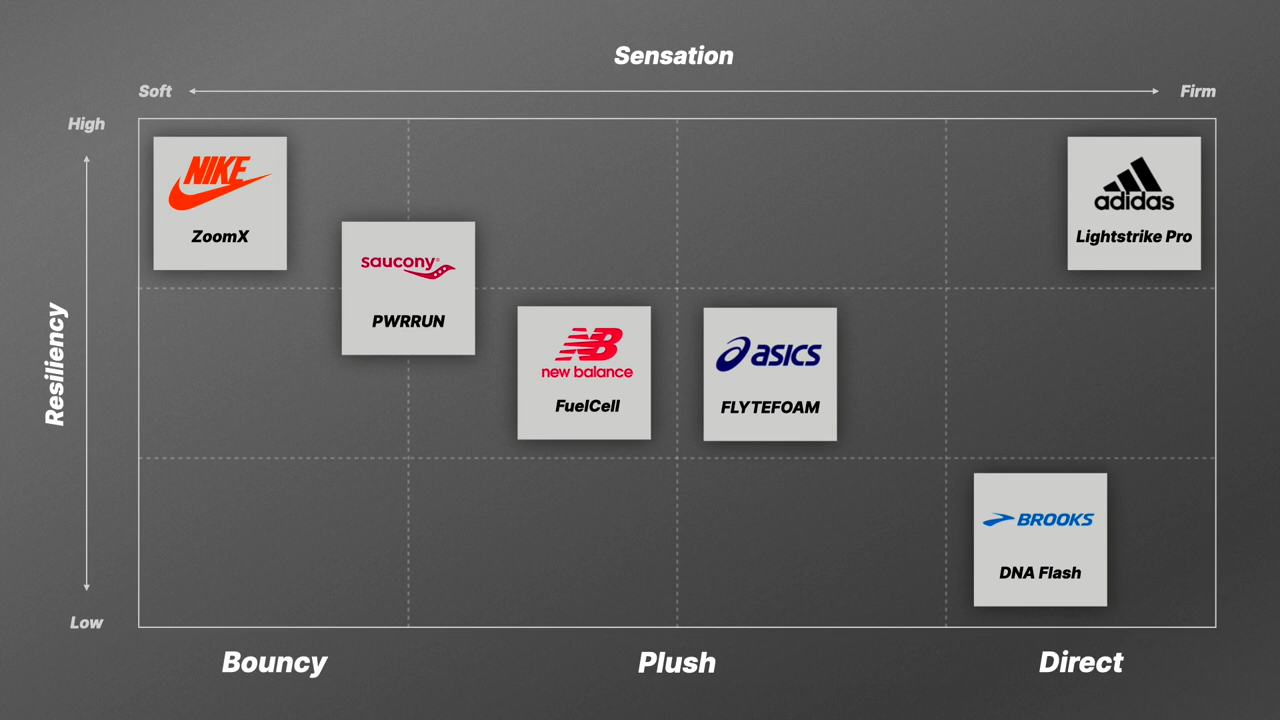 Sensation
Soft
Firm
High
NIKE
ZoomX
adidas
Lightstrike Pro
saucony®
PWRRUN
Resiliency
new balance
FuelCell
asics
FLYTEFOAM
BROOKS
DNA Flash
Low
Bouncy
Plush
Direct